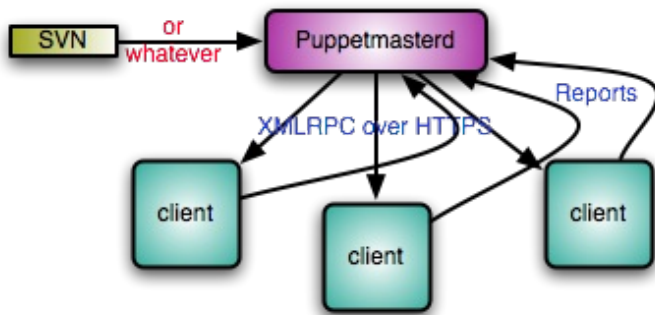 SVN
or
whatever
Puppetmasterd
Reports
XMLRPC over HTTPS
client
client
client